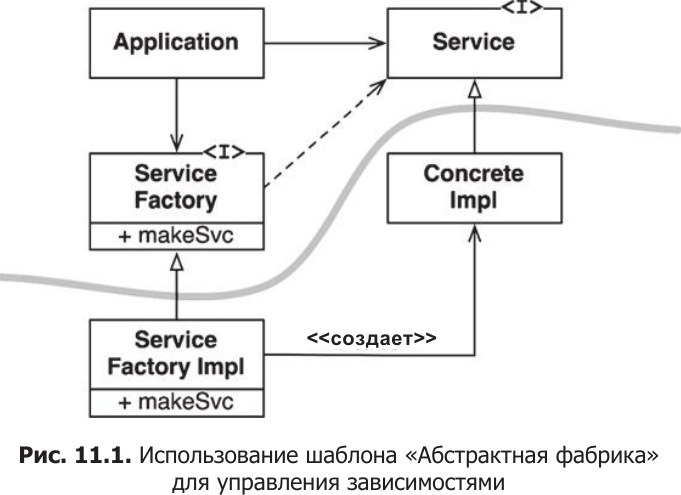 <I>
Application
Service
<I>
Service
Factory
+ makeSvc
Concrete
Impl
Service
Factory Impl
+ makeSvc
<<создает>>
Рис. 11.1. Использование шаблона «Абстрактная фабрика»
для управления зависимостями